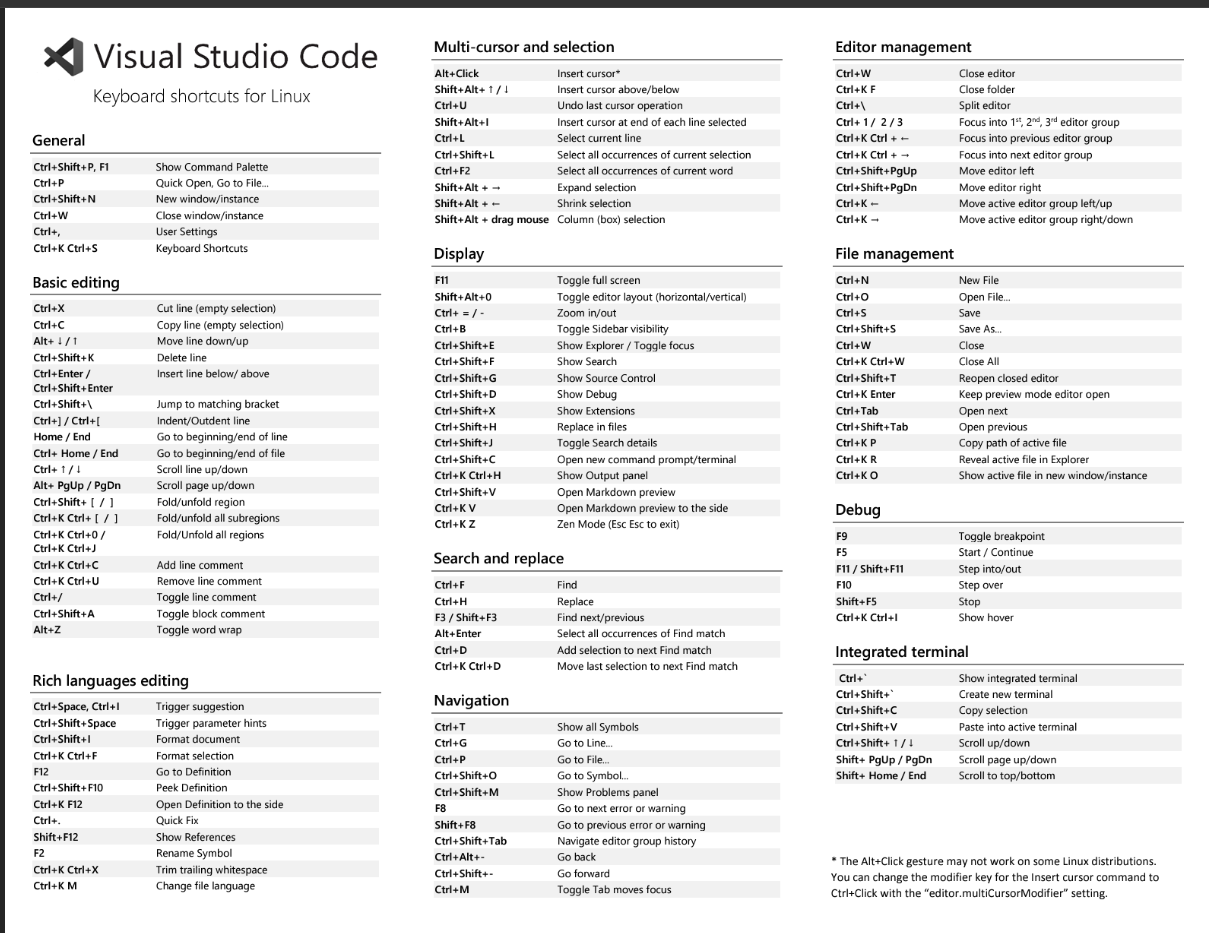 Visual Studio Code
Keyboard shortcuts for Linux
General
Ctrl+Shift+P, F1 Show Command Palette
Ctrl+P Quick Open, Go to File…
Ctrl+Shift+N New window/instance
Ctrl+W Close window/instance
Ctrl+, User Settings
Ctrl+K Ctrl+S Keyboard Shortcuts
Basic editing
Ctrl+X Cut line (empty selection)
Ctrl+C Copy line (empty selection)
Alt+ ↓ / ↑ Move line down/up
Ctrl+Shift+K Delete line
Ctrl+Enter / Insert line below/ above
Ctrl+Shift+Enter
Ctrl+Shift+\ Jump to matching bracket
Ctrl+] / Ctrl+[ Indent/Outdent line
Home / End Go to beginning/end of line
Ctrl+ Home / End Go to beginning/end of file
Ctrl+ ↑ / ↓ Scroll line up/down
Alt+ PgUp / PgDn Scroll page up/down
Ctrl+Shift+ [ / ] Fold/unfold region
Ctrl+K Ctrl+ [ / ] Fold/unfold all subregions
Ctrl+K Ctrl+0 / Fold/Unfold all regions
Ctrl+K Ctrl+J
Ctrl+K Ctrl+C Add line comment
Ctrl+K Ctrl+U Remove line comment
Ctrl+/ Toggle line comment
Ctrl+Shift+A Toggle block comment
Alt+Z Toggle word wrap
Rich languages editing
Ctrl+Space, Ctrl+I Trigger suggestion
Ctrl+Shift+Space Trigger parameter hints
Ctrl+Shift+I Format document
Ctrl+K Ctrl+F Format selection
F12 Go to Definition
Ctrl+Shift+F10 Peek Definition
Ctrl+K F12 Open Definition to the side
Ctrl+. Quick Fix
Shift+F12 Show References
F2 Rename Symbol
Ctrl+K Ctrl+X Trim trailing whitespace
Ctrl+K M Change file language
Multi-cursor and selection
Alt+Click Insert cursor*
Shift+Alt+ ↑ / ↓ Insert cursor above/below
Ctrl+U Undo last cursor operation
Shift+Alt+I Insert cursor at end of each line selected
Ctrl+L Select current line
Ctrl+Shift+L Select all occurrences of current selection
Ctrl+F2 Select all occurrences of current word
Shift+Alt + → Expand selection
Shift+Alt + ← Shrink selection
Shift+Alt + drag mouse Column (box) selection
Display
F11 Toggle full screen
Shift+Alt+0 Toggle editor layout (horizontal/vertical)
Ctrl+ = / - Zoom in/out
Ctrl+B Toggle Sidebar visibility
Ctrl+Shift+E Show Explorer / Toggle focus
Ctrl+Shift+F Show Search
Ctrl+Shift+G Show Source Control
Ctrl+Shift+D Show Debug
Ctrl+Shift+X Show Extensions
Ctrl+Shift+H Replace in files
Ctrl+Shift+J Toggle Search details
Ctrl+Shift+C Open new command prompt/terminal
Ctrl+K Ctrl+H Show Output panel
Ctrl+Shift+V Open Markdown preview
Ctrl+K V Open Markdown preview to the side
Ctrl+K Z Zen Mode (Esc Esc to exit)
Search and replace
Ctrl+F Find
Ctrl+H Replace
F3 / Shift+F3 Find next/previous
Alt+Enter Select all occurrences of Find match
Ctrl+D Add selection to next Find match
Ctrl+K Ctrl+D Move last selection to next Find match
Navigation
Ctrl+T Show all Symbols
Ctrl+G Go to Line…
Ctrl+P Go to File…
Ctrl+Shift+O Go to Symbol…
Ctrl+Shift+M Show Problems panel
F8 Go to next error or warning
Shift+F8 Go to previous error or warning
Ctrl+Shift+Tab Navigate editor group history
Ctrl+Alt+- Go back
Ctrl+Shift+- Go forward
Ctrl+M Toggle Tab moves focus
Editor management
Ctrl+W Close editor
Ctrl+K F Close folder
Ctrl+\ Split editor
Ctrl+ 1 / 2 / 3 Focus into 1st, 2nd, 3rd editor group
Ctrl+K Ctrl + ← Focus into previous editor group
Ctrl+K Ctrl + → Focus into next editor group
Ctrl+Shift+PgUp Move editor left
Ctrl+Shift+PgDn Move editor right
Ctrl+K ← Move active editor group left/up
Ctrl+K → Move active editor group right/down
File management
Ctrl+N New File
Ctrl+O Open File…
Ctrl+S Save
Ctrl+Shift+S Save As…
Ctrl+W Close
Ctrl+K Ctrl+W Close All
Ctrl+Shift+T Reopen closed editor
Ctrl+K Enter Keep preview mode editor open
Ctrl+Tab Open next
Ctrl+Shift+Tab Open previous
Ctrl+K P Copy path of active file
Ctrl+K R Reveal active file in Explorer
Ctrl+K O Show active file in new window/instance
Debug
F9 Toggle breakpoint
F5 Start / Continue
F11 / Shift+F11 Step into/out
F10 Step over
Shift+F5 Stop
Ctrl+K Ctrl+I Show hover
Integrated terminal
Ctrl+` Show integrated terminal
Ctrl+Shift+` Create new terminal
Ctrl+Shift+C Copy selection
Ctrl+Shift+V Paste into active terminal
Ctrl+Shift+ ↑ / ↓ Scroll up/down
Shift+ PgUp / PgDn Scroll page up/down
Shift+ Home / End Scroll to top/bottom
* The Alt+Click gesture may not work on some Linux distributions.
You can change the modifier key for the Insert cursor command to
Ctrl+Click with the “editor.multiCursorModifier” setting.